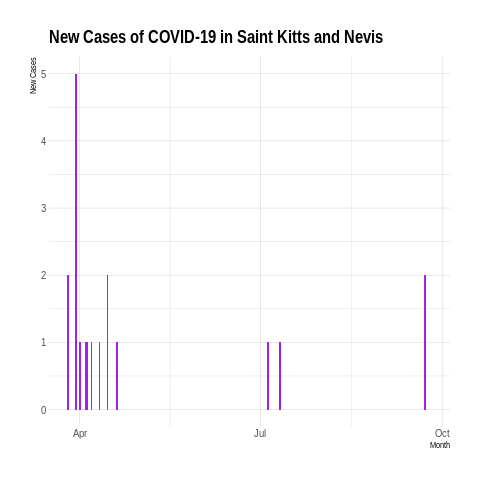 New Cases of COVID-19 in Saint Kitts and Nevis
New Cases
5
4
3
2
1
0
Apr
Jul
Oct
Month